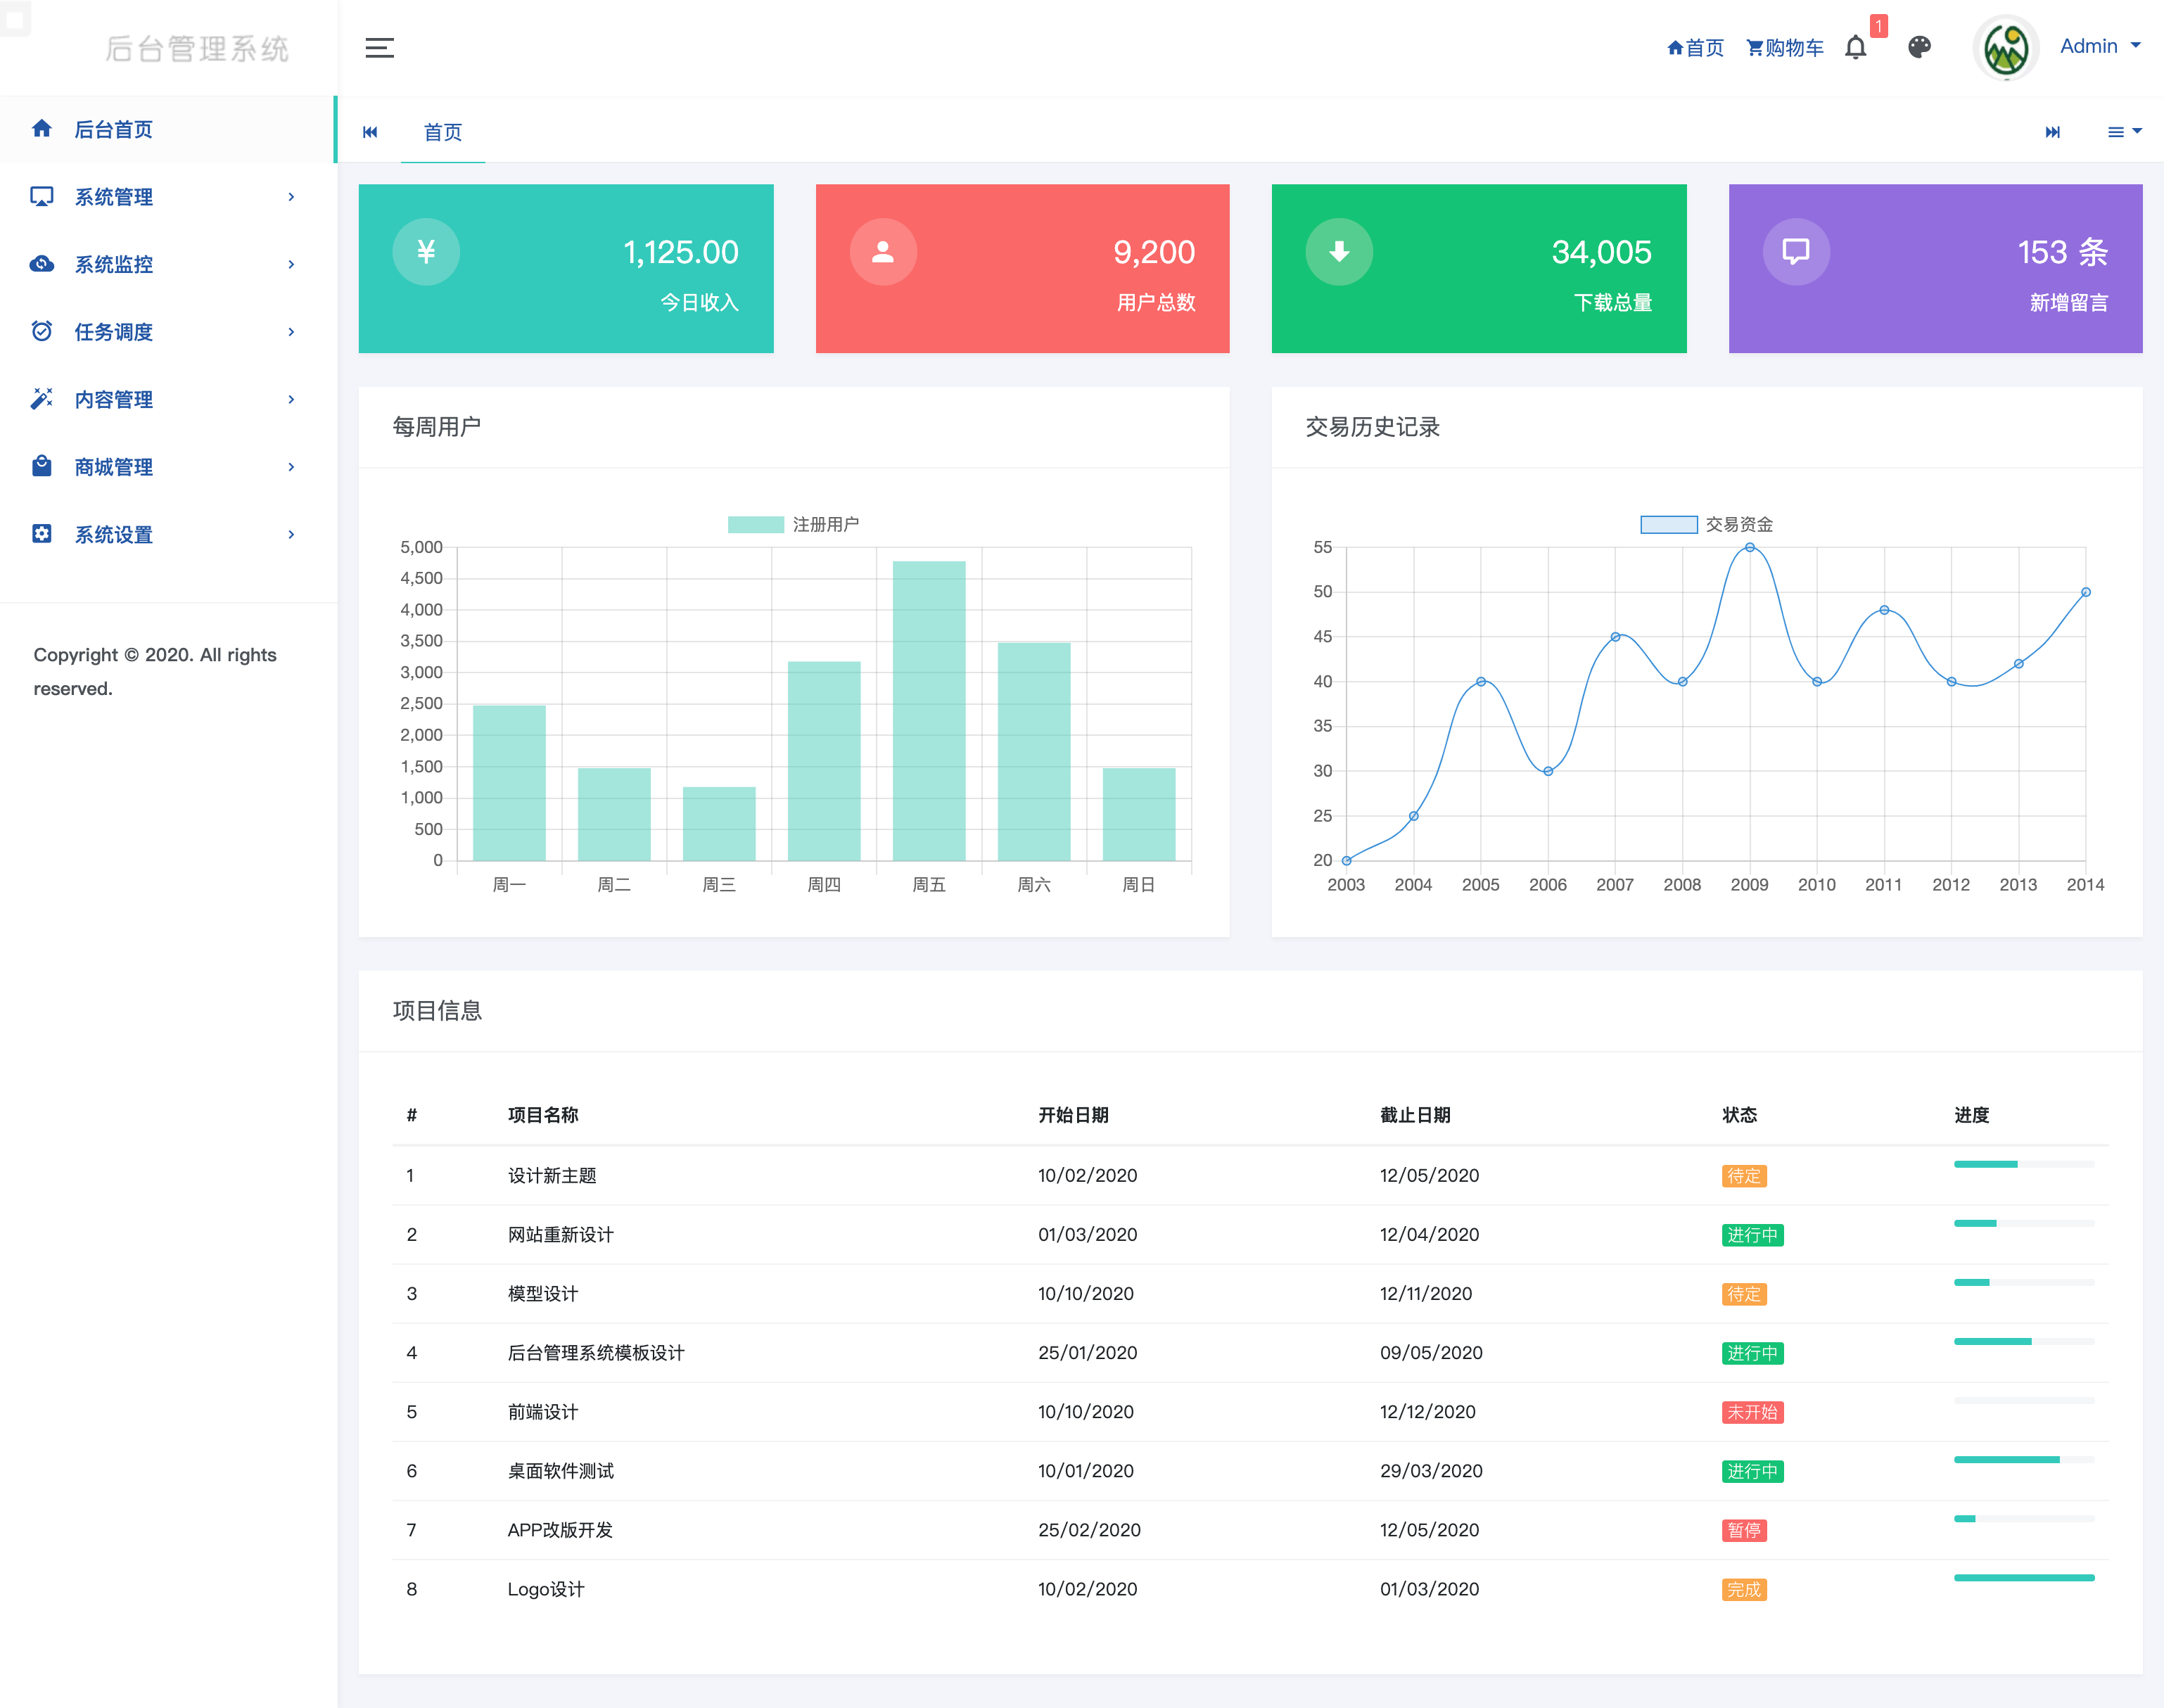 后台管理系统
首页 购物车 1 Admin
后台首页
系统管理
系统监控
任务调度
内容管理
商城管理
系统设置
Copyright © 2020. All rights
reserved.
首页
¥ 1,125.00
今日收入
9,200
用户总数
34,005
下载总量
153 条
新增留言
每周用户
注册用户
5,000
4,500
4,000
3,500
3,000
2,500
2,000
1,500
1,000
500
0
周一 周二 周三 周四 周五 周六 周日
交易历史记录
交易资金
55
50
45
40
35
30
25
20
2003 2004 2005 2006 2007 2008 2009 2010 2011 2012 2013 2014
项目信息
# 项目名称 开始日期 截止日期 状态 进度
1 设计新主题 10/02/2020 12/05/2020 待定
2 网站重新设计 01/03/2020 12/04/2020 进行中
3 模型设计 10/10/2020 12/11/2020 待定
4 后台管理系统模板设计 25/01/2020 09/05/2020 进行中
5 前端设计 10/10/2020 12/12/2020 未开始
6 桌面软件测试 10/01/2020 29/03/2020 进行中
7 APP改版开发 25/02/2020 12/05/2020 暂停
8 Logo设计 10/02/2020 01/03/2020 完成